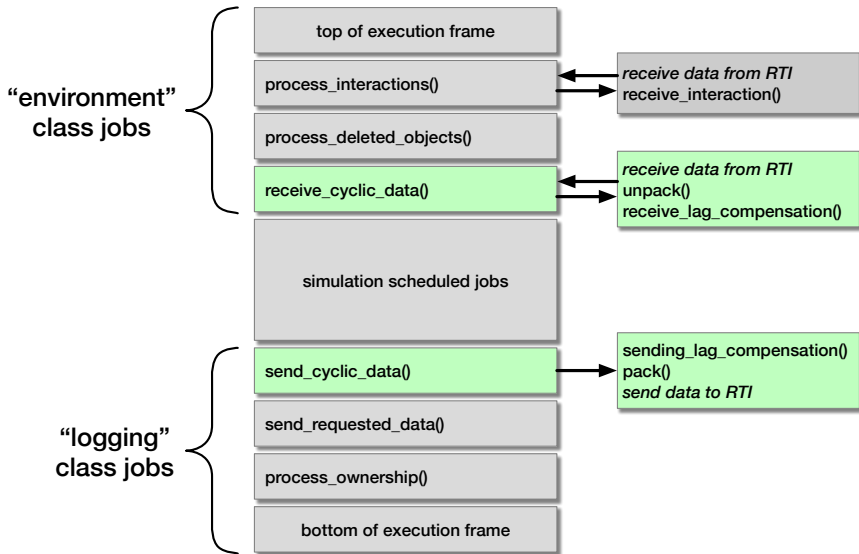 top of execution frame
“environment”
class jobs
process_interactions()
receive data from RTI
receive_interaction()
process_deleted_objects()
receive_cyclic_data()
receive data from RTI
unpack()
receive_lag_compensation()
simulation scheduled jobs
“logging”
class jobs
send_cyclic_data()
sending_lag_compensation()
pack()
send data to RTI
send_requested_data()
process_ownership()
bottom of execution frame